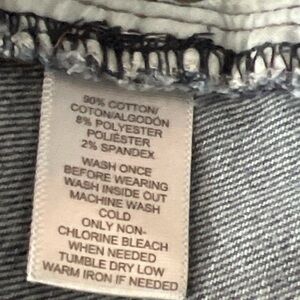 90% COTTON/
COTON/ALGODÓN
8% POLYESTER
POLIÉSTER
2% SPANDEX
WASH ONCE
BEFORE WEARING
WASH INSIDE OUT
MACHINE WASH
COLD
ONLY NON-
CHLORINE BLEACH
WHEN NEEDED
TUMBLE DRY LOW
WARM IRON IF NEEDED